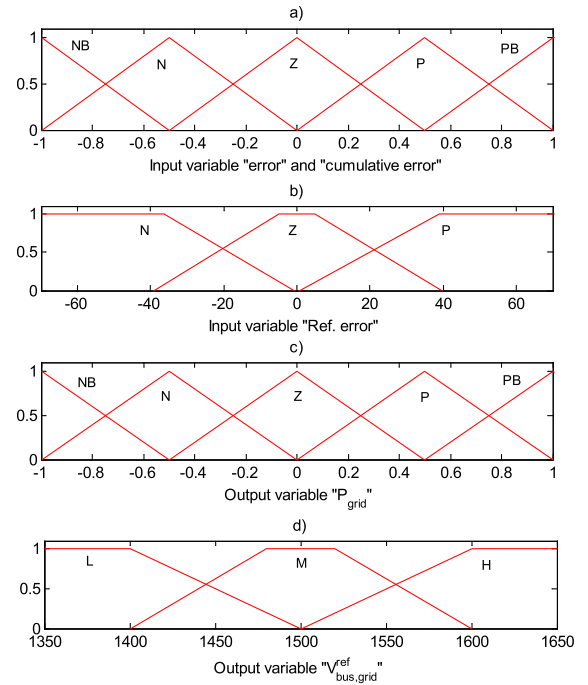 a)
1
0.5
0
NB
N
Z
P
PB
-1 -0.8 -0.6 -0.4 -0.2 0 0.2 0.4 0.6 0.8 1
Input variable "error" and "cumulative error"
b)
1
0.5
0
N
Z
P
-60 -40 -20 0 20 40 60
Input variable "Ref. error"
c)
1
0.5
0
NB
N
Z
P
PB
-1 -0.8 -0.6 -0.4 -0.2 0 0.2 0.4 0.6 0.8 1
Output variable "P_grid"
d)
1
0.5
0
L
M
H
1350 1400 1450 1500 1550 1600 1650
Output variable "V^ref_bus,grid"